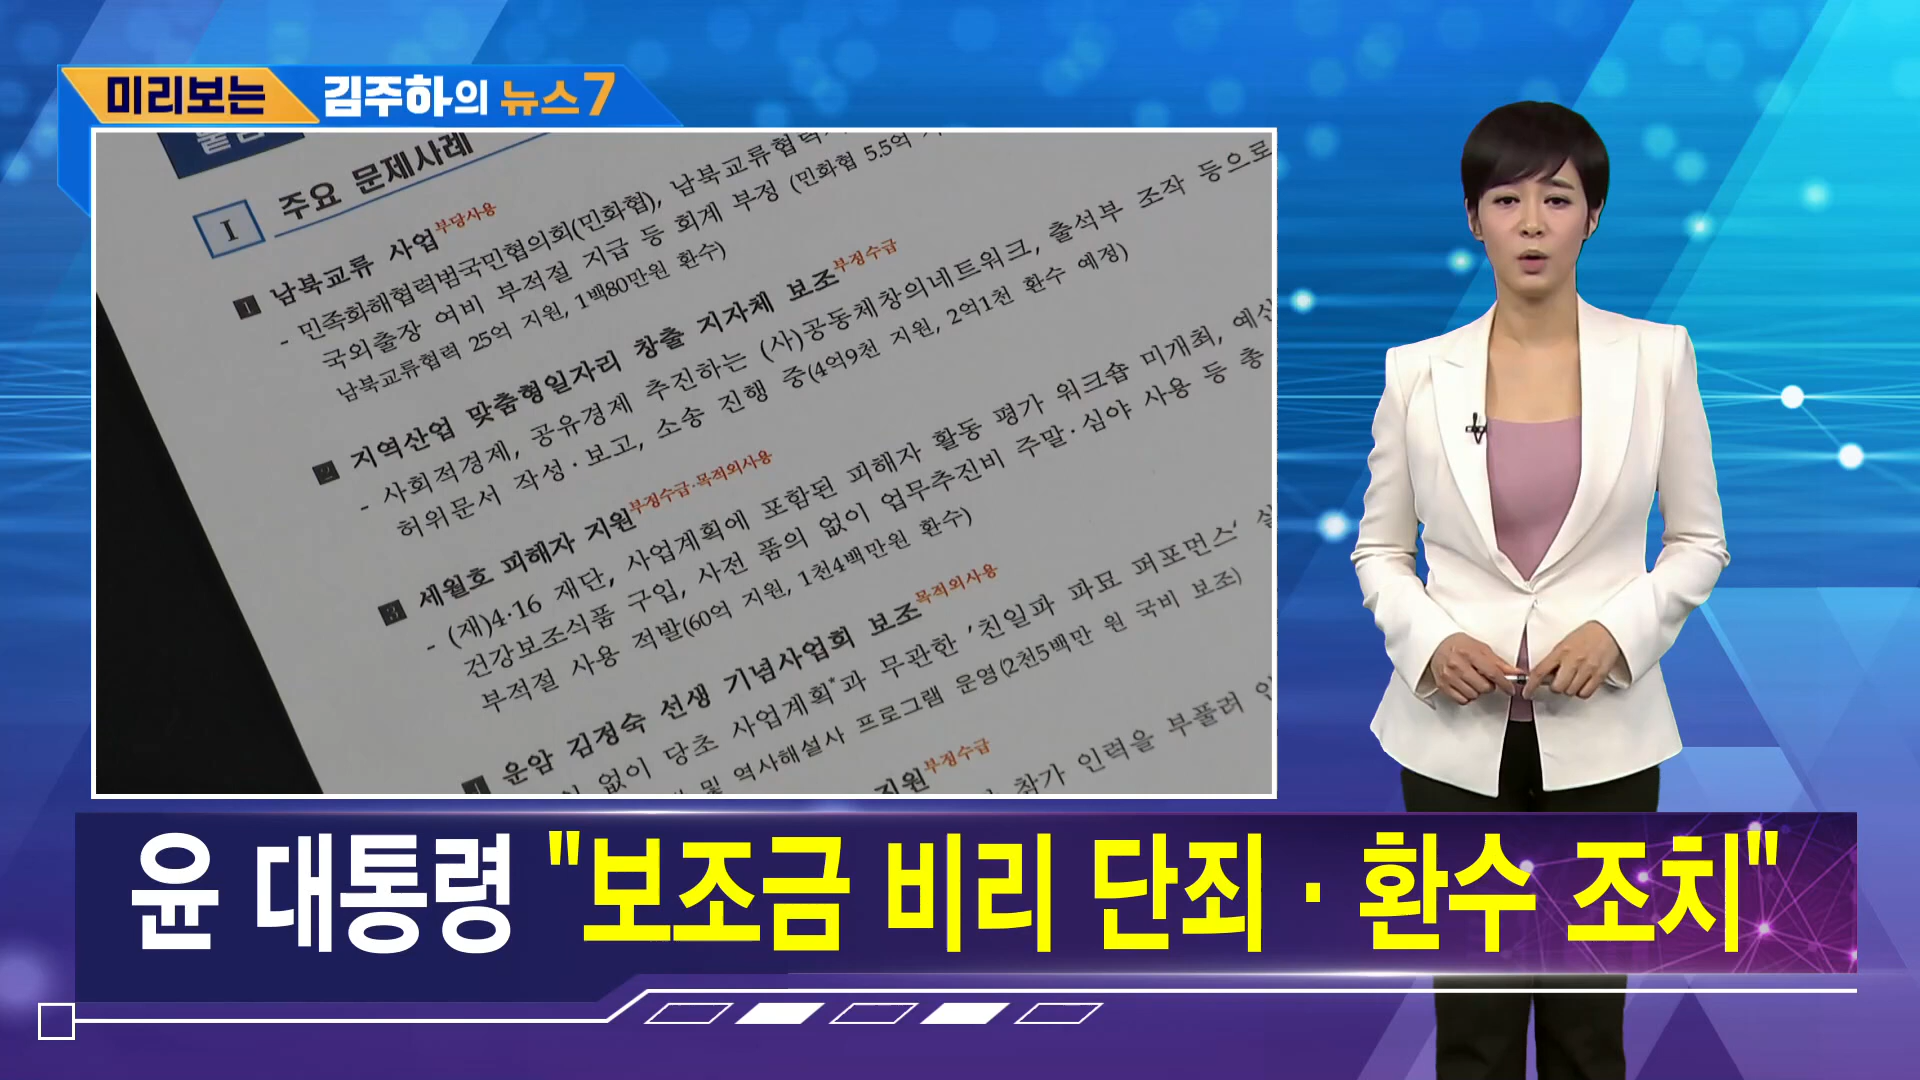 미리보는 김주하의 뉴스7
I 주요 문제사례
1 남북교류 사업부당사용
- 민족화해협력범국민협의회(민화협), 남북교류협력
국외출장 여비 부적절 지급 등 회계 부정 (민화협 5.5억
남북교류협력 25억 지원, 1백80만원 환수)
2 지역산업 맞춤형일자리 창출 지자체 보조부정수급
- 사회적경제, 공유경제 추진하는 (사)공동체창의네트워크, 출석부 조작 등으로
허위문서 작성·보고, 소송 진행 중(4억9천 지원, 2억1천 환수 예정)
3 세월호 피해자 지원부정수급·목적외사용
- (재)4·16 재단, 사업계획에 포함된 피해자 활동 평가 워크숍 미개최, 예산
건강보조식품 구입, 사전 품의 없이 업무추진비 주말·심야 사용 등 총
부적절 사용 적발(60억 지원, 1천4백만원 환수)
4 운암 김정숙 선생 기념사업회 보조목적외사용
없이 당초 사업계획*과 무관한 '친일파 파묘 퍼포먼스'
및 역사해설사 프로그램 운영(2천5백만 원 국비 보조)
지원부정수급
참가 인력을 부풀려
윤 대통령 "보조금 비리 단죄·환수 조치"